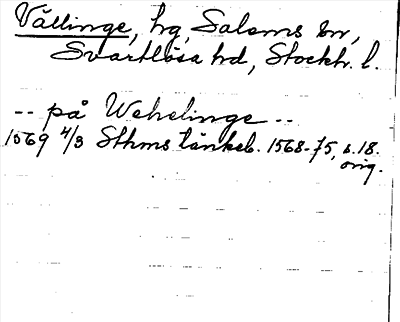 Vällinge, hg, Salems sn,
Svartlösa hd, Stockh. l.
-- på Wehelinge --
1569 4/3 Sthms tänkeb. 1568-75, s. 18.
orig.